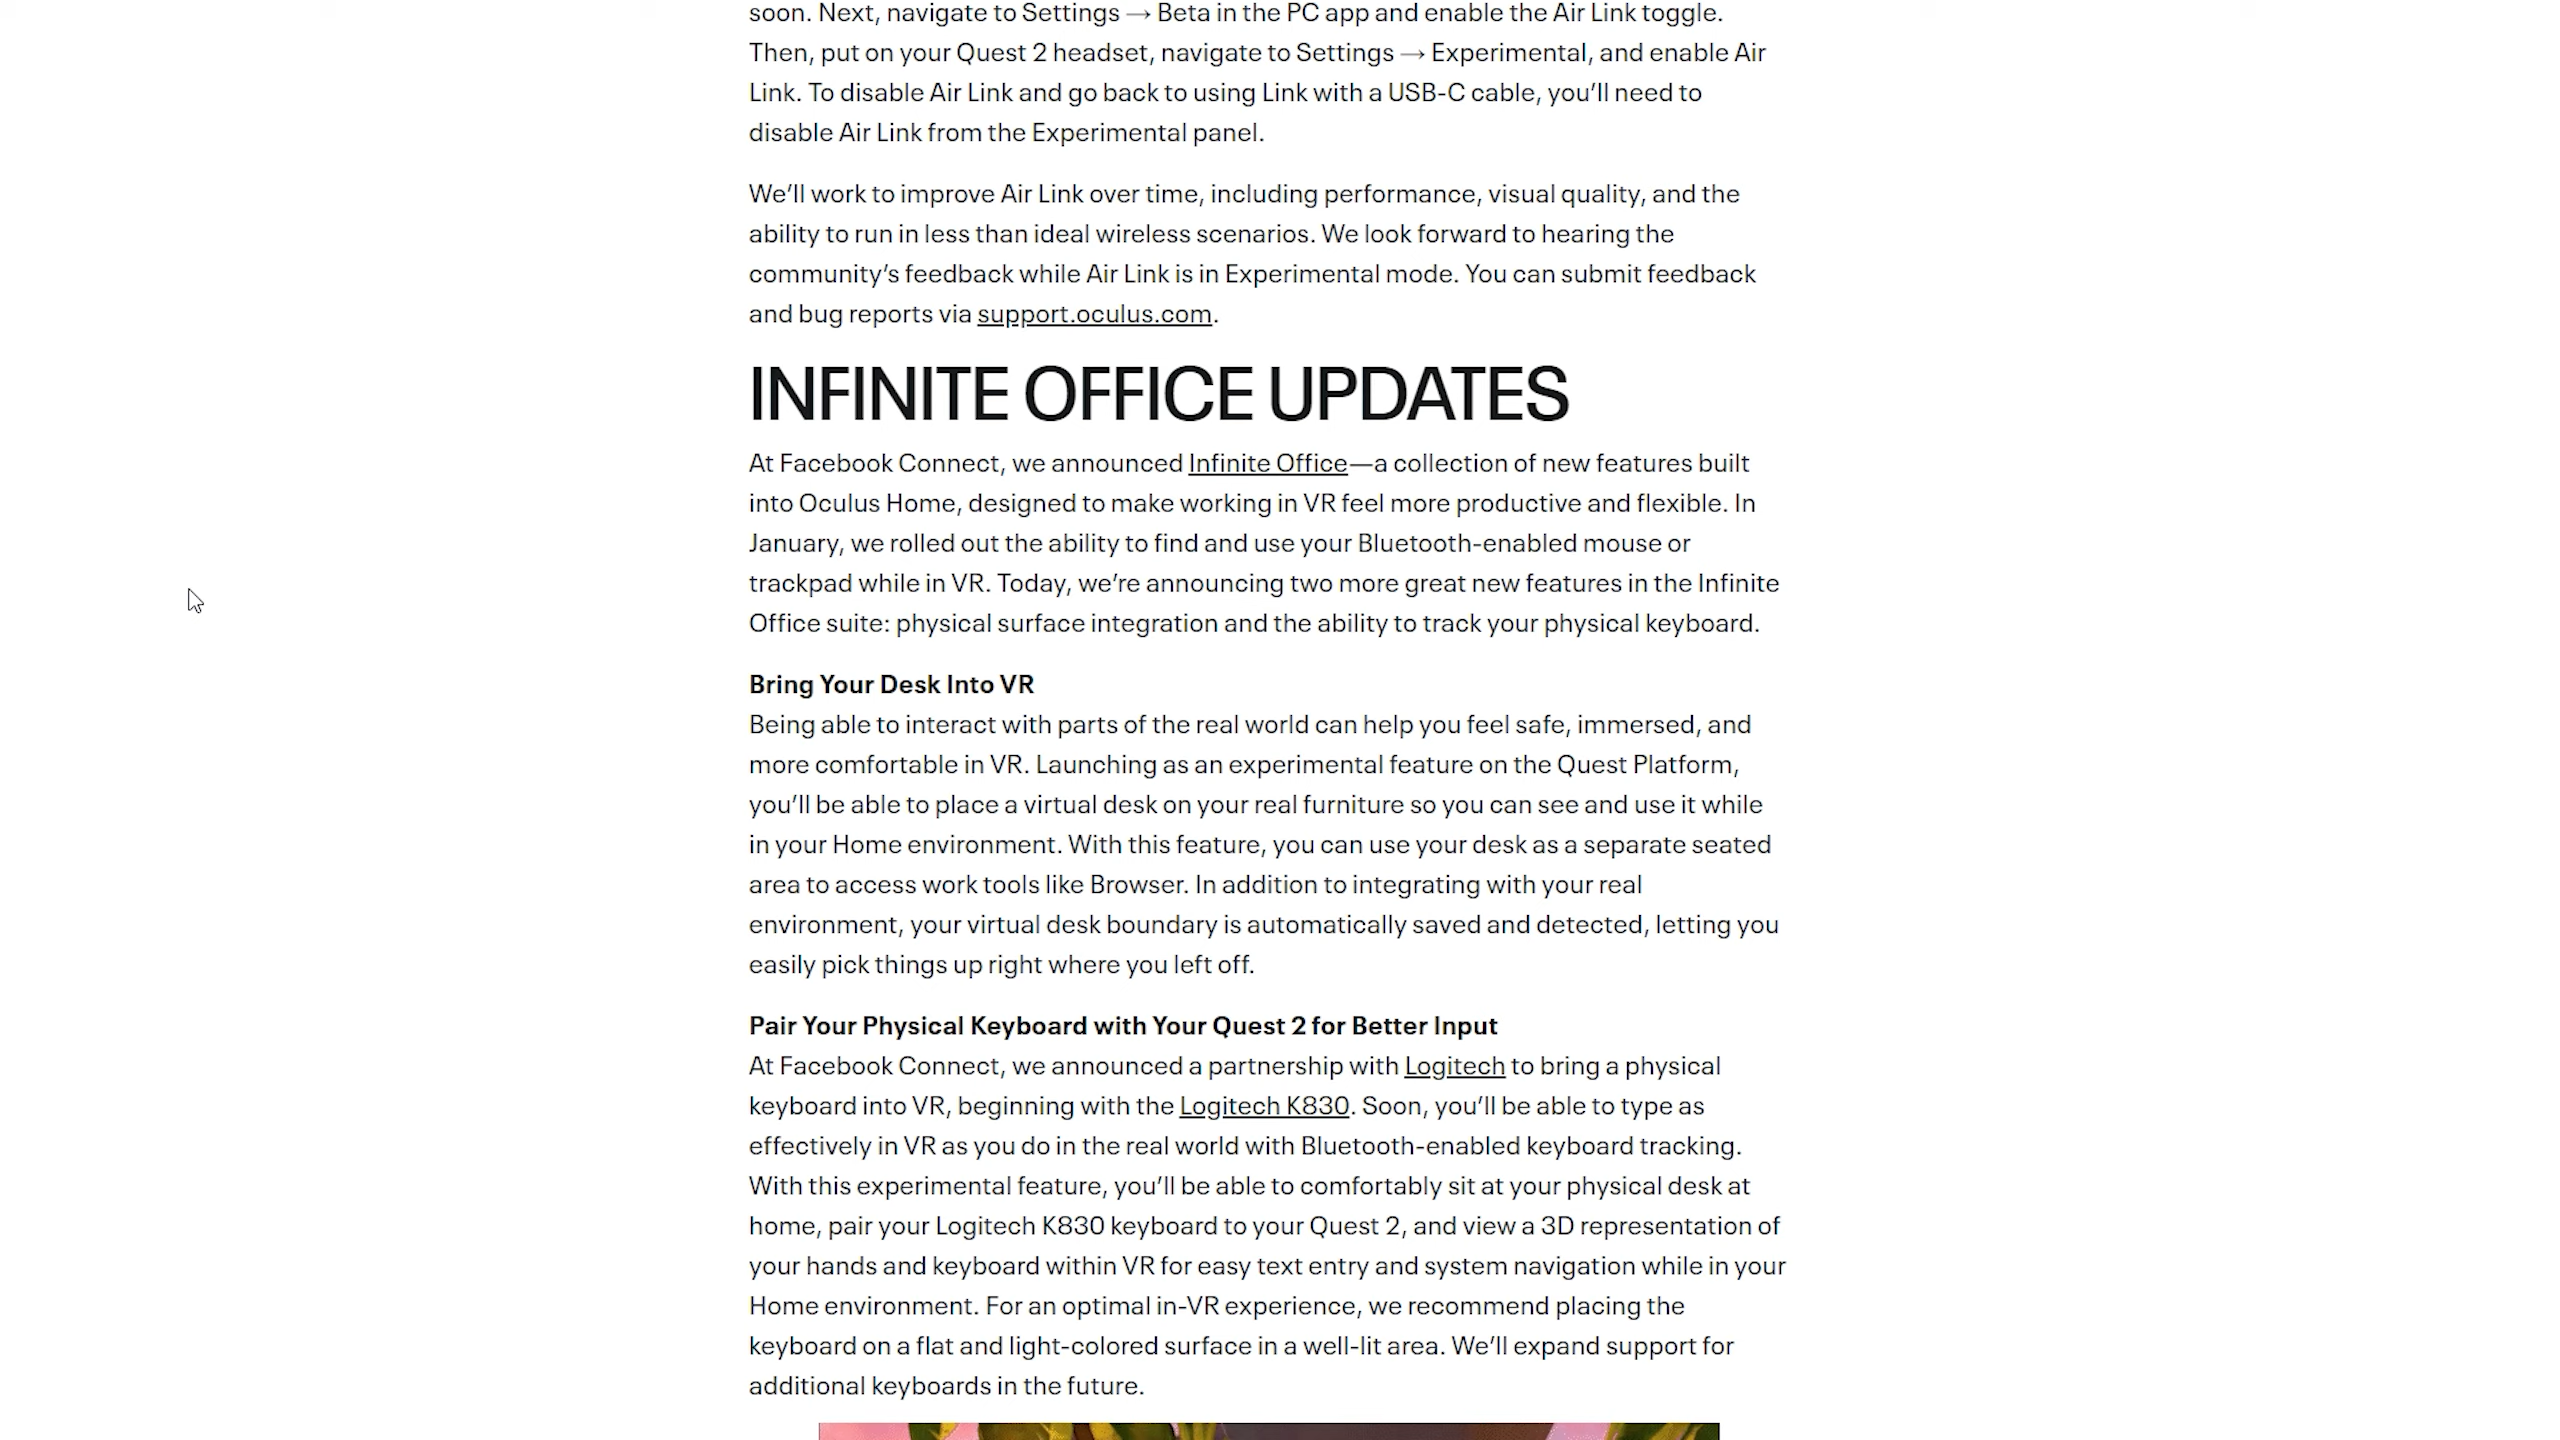 soon. Next, navigate to Settings → Beta in the PC app and enable the Air Link toggle.
Then, put on your Quest 2 headset, navigate to Settings → Experimental, and enable Air
Link. To disable Air Link and go back to using Link with a USB-C cable, you’ll need to
disable Air Link from the Experimental panel.
We’ll work to improve Air Link over time, including performance, visual quality, and the
ability to run in less than ideal wireless scenarios. We look forward to hearing the
community’s feedback while Air Link is in Experimental mode. You can submit feedback
and bug reports via support.oculus.com.
INFINITE OFFICE UPDATES
At Facebook Connect, we announced Infinite Office—a collection of new features built
into Oculus Home, designed to make working in VR feel more productive and flexible. In
January, we rolled out the ability to find and use your Bluetooth-enabled mouse or
trackpad while in VR. Today, we’re announcing two more great new features in the Infinite
Office suite: physical surface integration and the ability to track your physical keyboard.
Bring Your Desk Into VR
Being able to interact with parts of the real world can help you feel safe, immersed, and
more comfortable in VR. Launching as an experimental feature on the Quest Platform,
you’ll be able to place a virtual desk on your real furniture so you can see and use it while
in your Home environment. With this feature, you can use your desk as a separate seated
area to access work tools like Browser. In addition to integrating with your real
environment, your virtual desk boundary is automatically saved and detected, letting you
easily pick things up right where you left off.
Pair Your Physical Keyboard with Your Quest 2 for Better Input
At Facebook Connect, we announced a partnership with Logitech to bring a physical
keyboard into VR, beginning with the Logitech K830. Soon, you’ll be able to type as
effectively in VR as you do in the real world with Bluetooth-enabled keyboard tracking.
With this experimental feature, you’ll be able to comfortably sit at your physical desk at
home, pair your Logitech K830 keyboard to your Quest 2, and view a 3D representation of
your hands and keyboard within VR for easy text entry and system navigation while in your
Home environment. For an optimal in-VR experience, we recommend placing the
keyboard on a flat and light-colored surface in a well-lit area. We’ll expand support for
additional keyboards in the future.